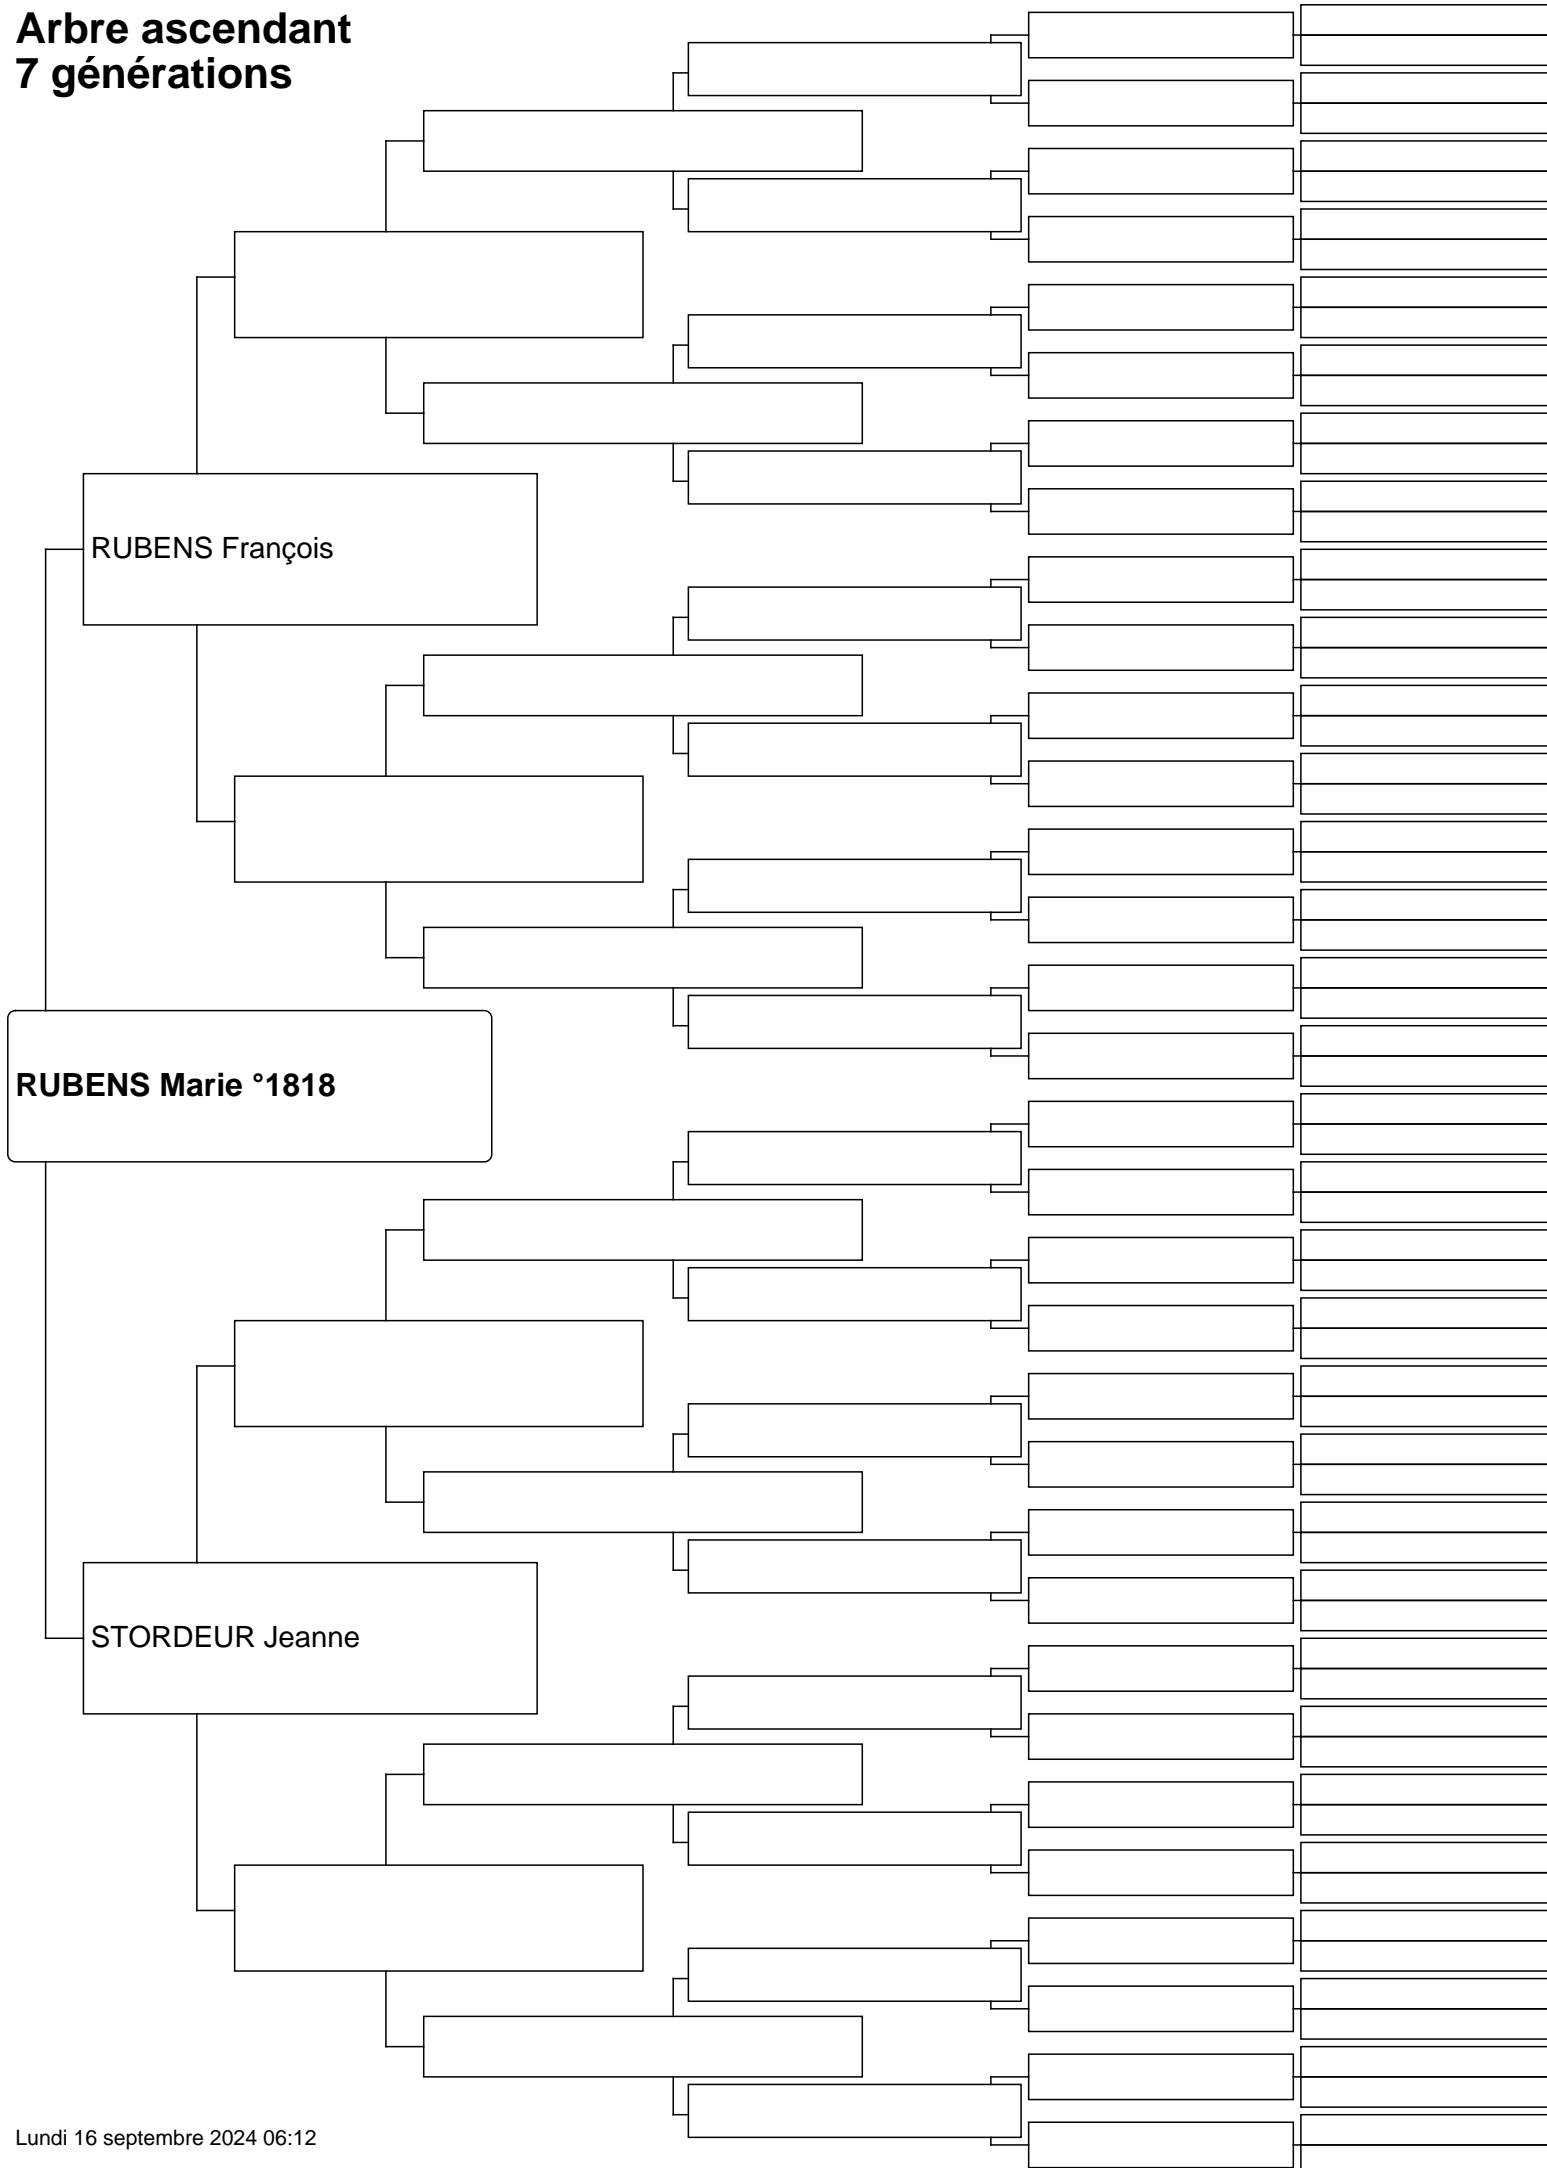 Arbre ascendant
7 générations
RUBENS François
RUBENS Marie °1818
STORDEUR Jeanne
Lundi 16 septembre 2024 06:12